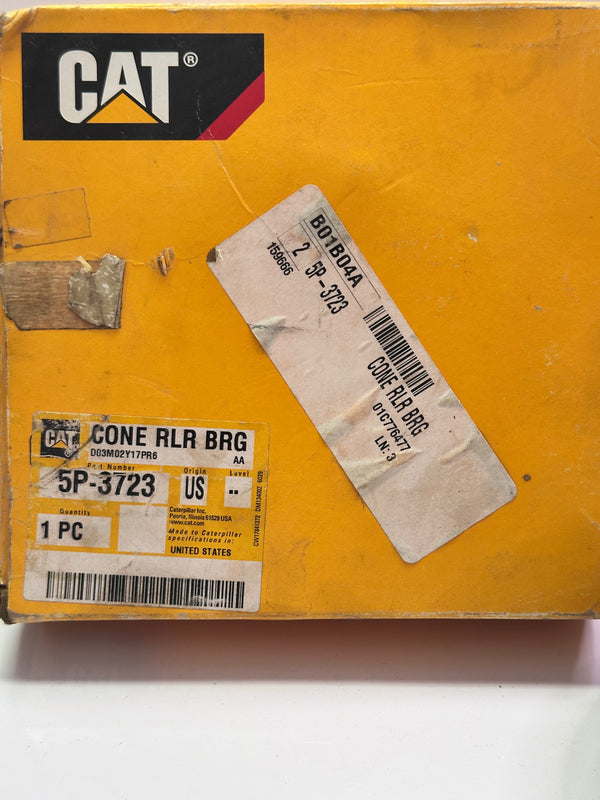 CAT®
B01B04A
2 5P-3723
159666
CONE RLR BRG
01C776477
LN: 3
CAT
CONE RLR BRG
D03M02Y17PR6
AA
Part Number
Origin
Level
5P-3723
US
--
Quantity
1 PC
Caterpillar Inc.
Peoria, Illinois 61629 USA
www.cat.com
Made to Caterpillar
specifications in:
UNITED STATES